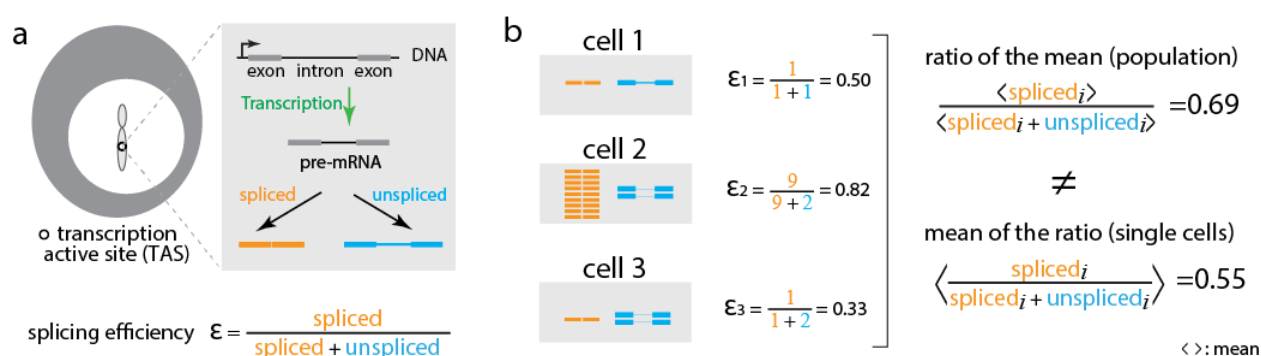 a
DNA
exon intron exon
Transcription
pre-mRNA
spliced unspliced
o transcription
active site (TAS)
splicing efficiency ε = spliced / spliced + unspliced
b
cell 1
ε1 = 1 / 1 + 1 = 0.50
cell 2
ε2 = 9 / 9 + 2 = 0.82
cell 3
ε3 = 1 / 1 + 2 = 0.33
ratio of the mean (population)
<splicedi> / <splicedi + unsplicedi> =0.69
≠
mean of the ratio (single cells)
<splicedi / splicedi + unsplicedi> =0.55
< >: mean